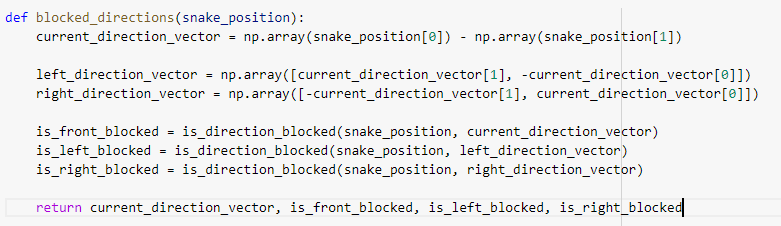 def blocked_directions(snake_position):
    current_direction_vector = np.array(snake_position[0]) - np.array(snake_position[1])
    left_direction_vector = np.array([current_direction_vector[1], -current_direction_vector[0]])
    right_direction_vector = np.array([-current_direction_vector[1], current_direction_vector[0]])
    is_front_blocked = is_direction_blocked(snake_position, current_direction_vector)
    is_left_blocked = is_direction_blocked(snake_position, left_direction_vector)
    is_right_blocked = is_direction_blocked(snake_position, right_direction_vector)
    return current_direction_vector, is_front_blocked, is_left_blocked, is_right_blocked